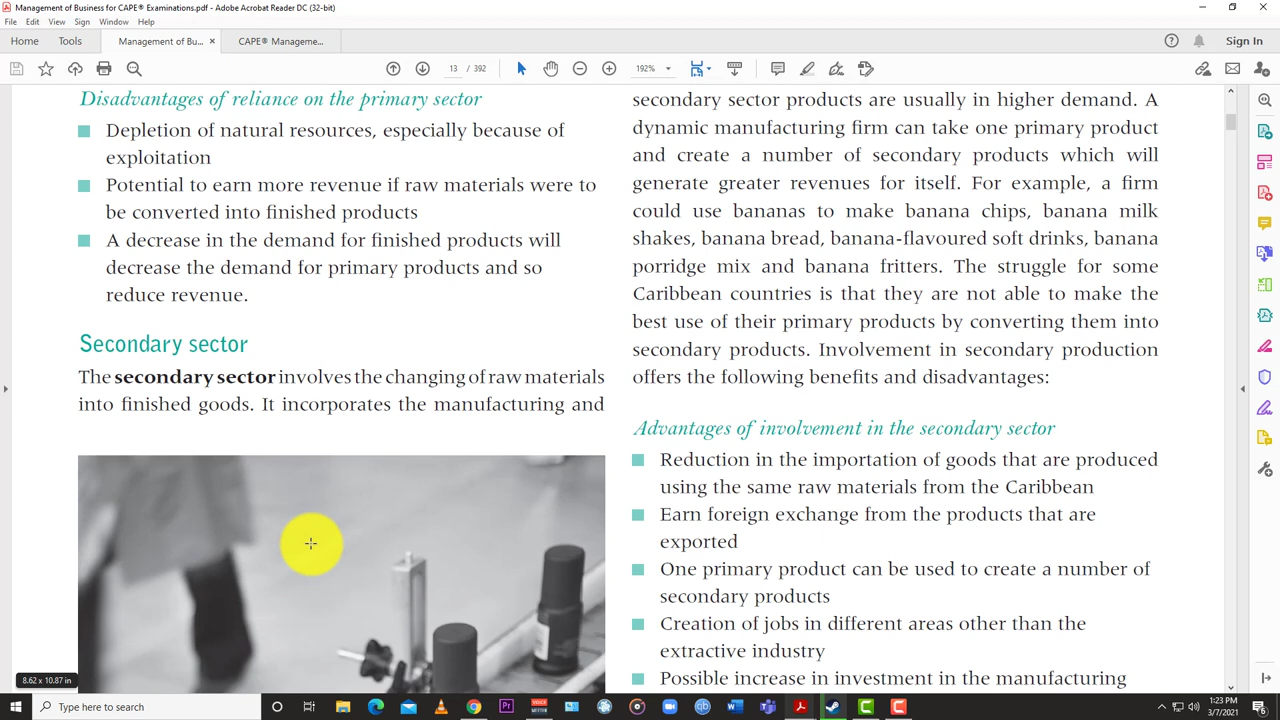 Management of Business for CAPE® Examinations.pdf - Adobe Acrobat Reader DC (32-bit)
File Edit View Sign Window Help
Home Tools Management of Bu... × CAPE® Manageme... Sign In
13 / 392 192%
Disadvantages of reliance on the primary sector
Depletion of natural resources, especially because of
exploitation
Potential to earn more revenue if raw materials were to
be converted into finished products
A decrease in the demand for finished products will
decrease the demand for primary products and so
reduce revenue.
Secondary sector
The secondary sector involves the changing of raw materials
into finished goods. It incorporates the manufacturing and
secondary sector products are usually in higher demand. A
dynamic manufacturing firm can take one primary product
and create a number of secondary products which will
generate greater revenues for itself. For example, a firm
could use bananas to make banana chips, banana milk
shakes, banana bread, banana-flavoured soft drinks, banana
porridge mix and banana fritters. The struggle for some
Caribbean countries is that they are not able to make the
best use of their primary products by converting them into
secondary products. Involvement in secondary production
offers the following benefits and disadvantages:
Advantages of involvement in the secondary sector
Reduction in the importation of goods that are produced
using the same raw materials from the Caribbean
Earn foreign exchange from the products that are
exported
One primary product can be used to create a number of
secondary products
Creation of jobs in different areas other than the
extractive industry
Possible increase in investment in the manufacturing
8.62 x 10.87 in
Type here to search
1:23 PM
3/7/2021